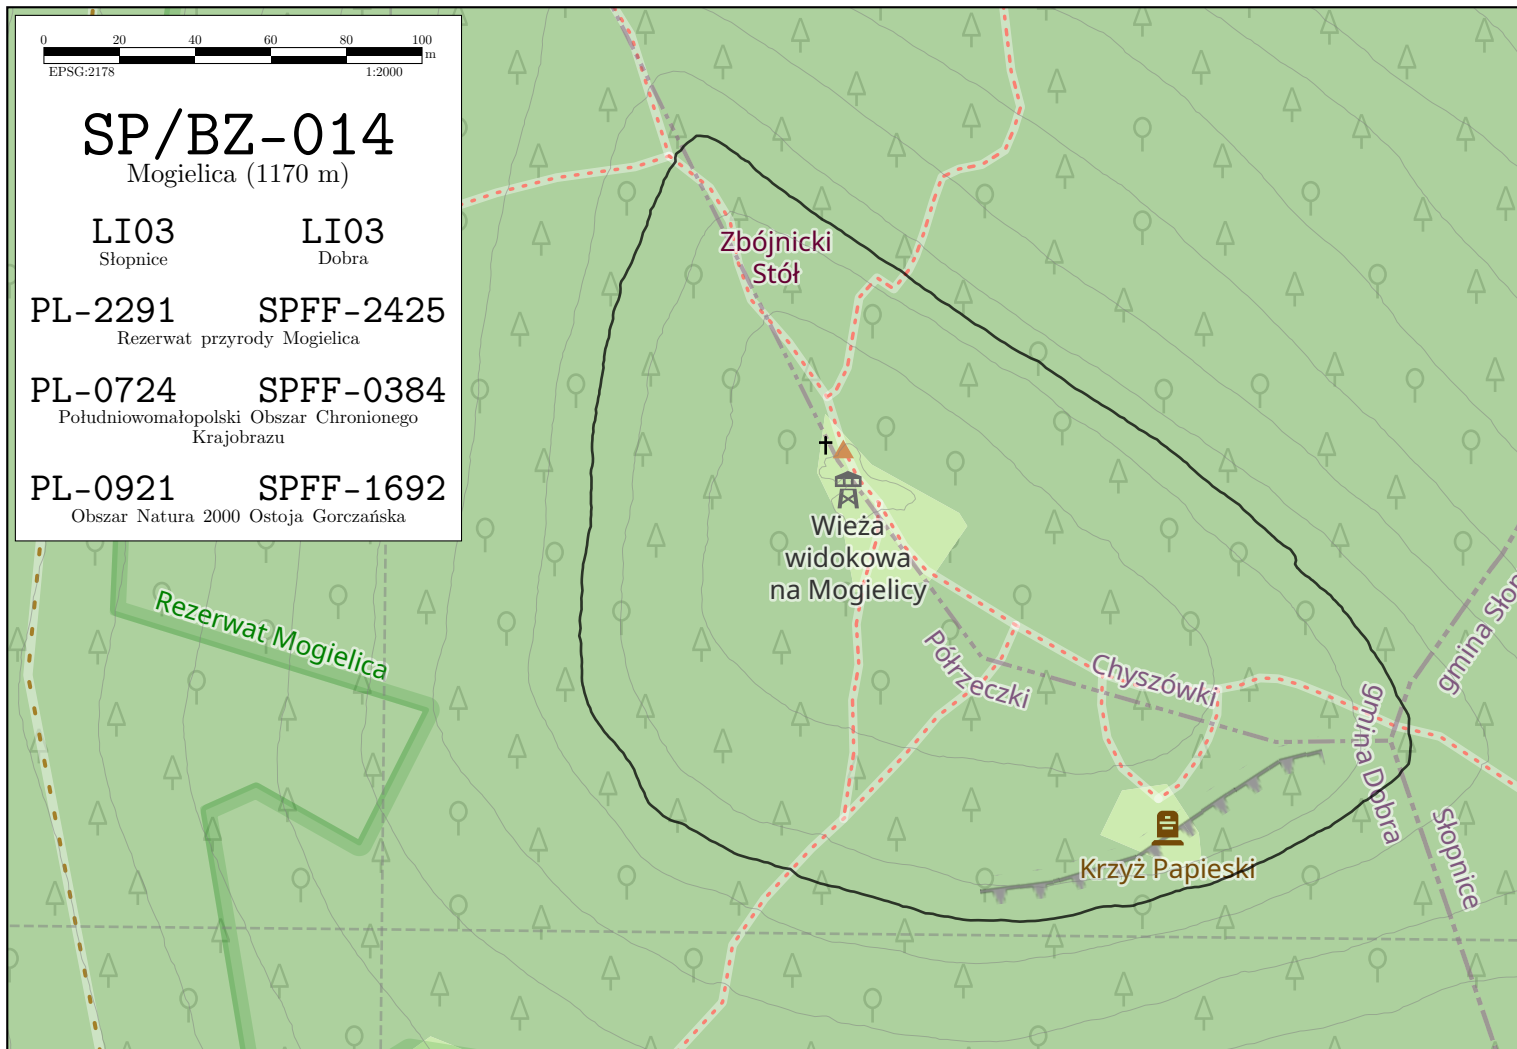 0 20 40 60 80 100
m
EPSG:2178 1:2000
SP/BZ-014
Mogielica (1170 m)
LI03 LI03
Słopnice Dobra
PL-2291 SPFF-2425
Rezerwat przyrody Mogielica
PL-0724 SPFF-0384
Południowomałopolski Obszar Chronionego
Krajobrazu
PL-0921 SPFF-1692
Obszar Natura 2000 Ostoja Gorczańska
Zbójnicki
Stół
Wieża
widokowa
na Mogielicy
Rezerwat Mogielica
Półrzeczki
Chyszówki
gmina Słop
gmina Dobra
Słopnice
Krzyż Papieski